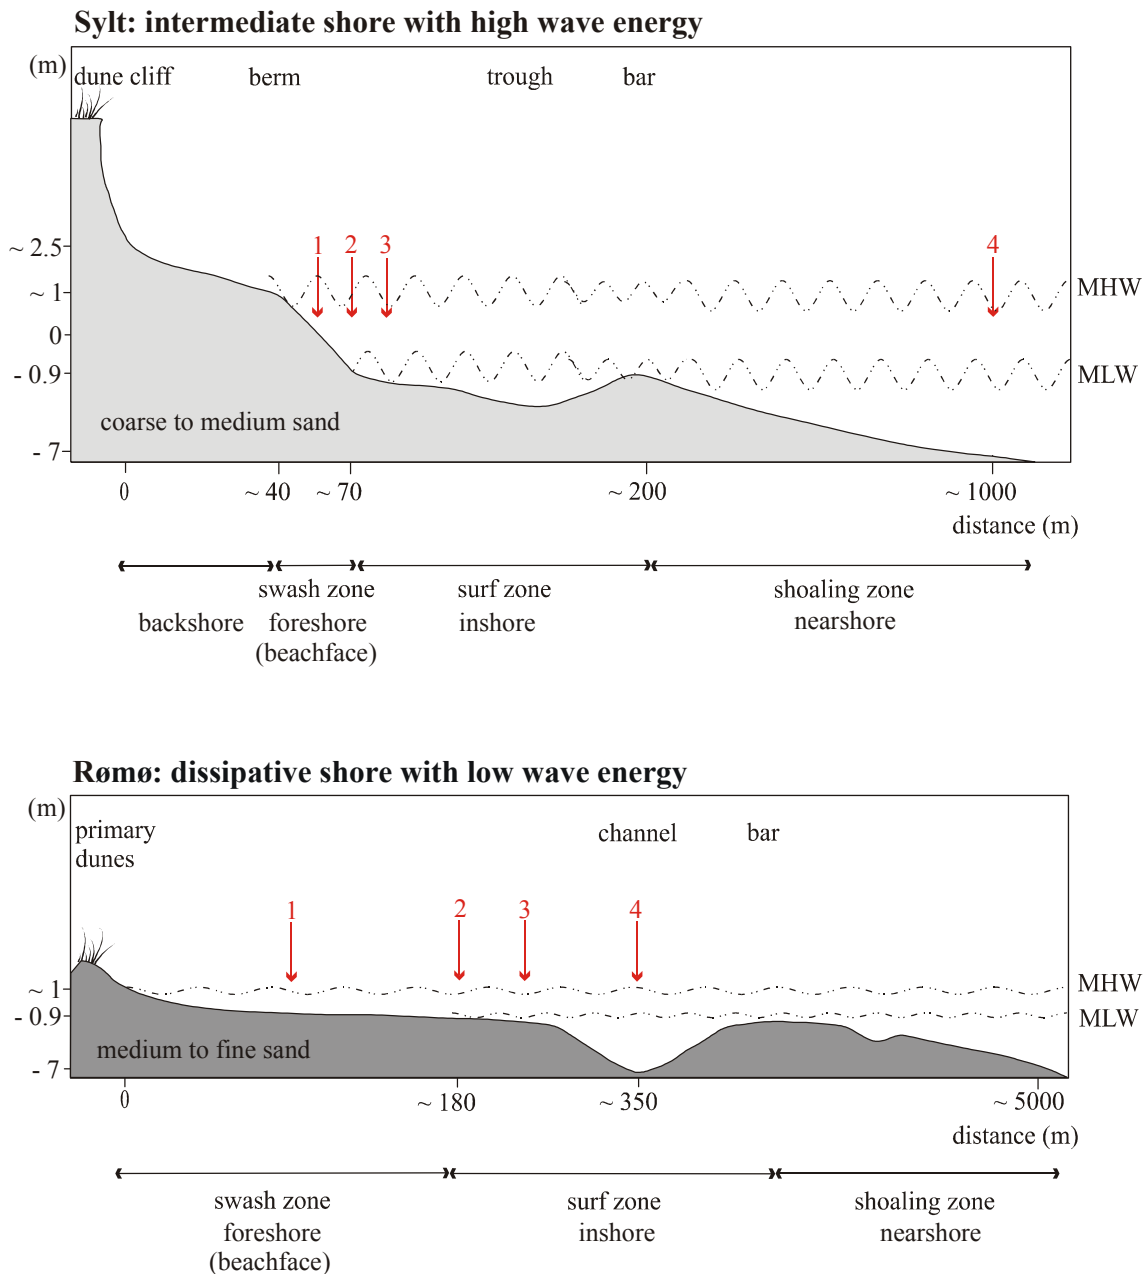 Sylt: intermediate shore with high wave energy
(m)
dune cliff berm trough bar
1 2 3 4
~ 2.5
~ 1
MHW
0
- 0.9
MLW
coarse to medium sand
- 7
0 ~ 40 ~ 70 ~ 200 ~ 1000
distance (m)
swash zone surf zone shoaling zone
backshore foreshore inshore nearshore
(beachface)
Rømø: dissipative shore with low wave energy
(m)
primary channel bar
dunes
1 2 3 4
~ 1
MHW
- 0.9
MLW
medium to fine sand
- 7
0 ~ 180 ~ 350 ~ 5000
distance (m)
swash zone surf zone shoaling zone
foreshore inshore nearshore
(beachface)